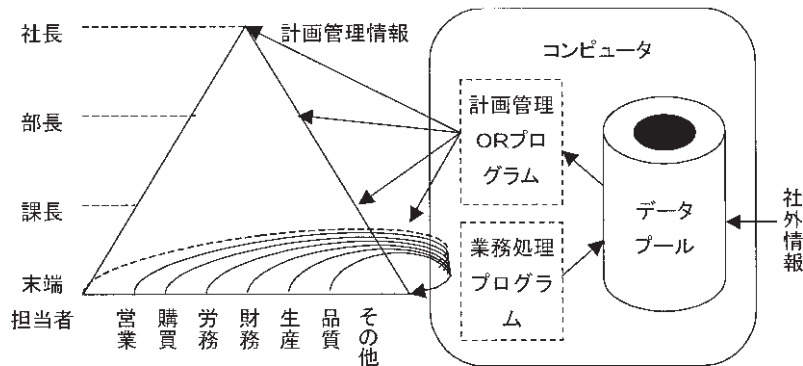 社長
部長
課長
末端
担当者
計画管理情報
営業
購買
労務
財務
生産
品質
その他
コンピュータ
計画管理
ORプロ
グラム
業務処理
プログラ
ム
データ
プール
社外情報